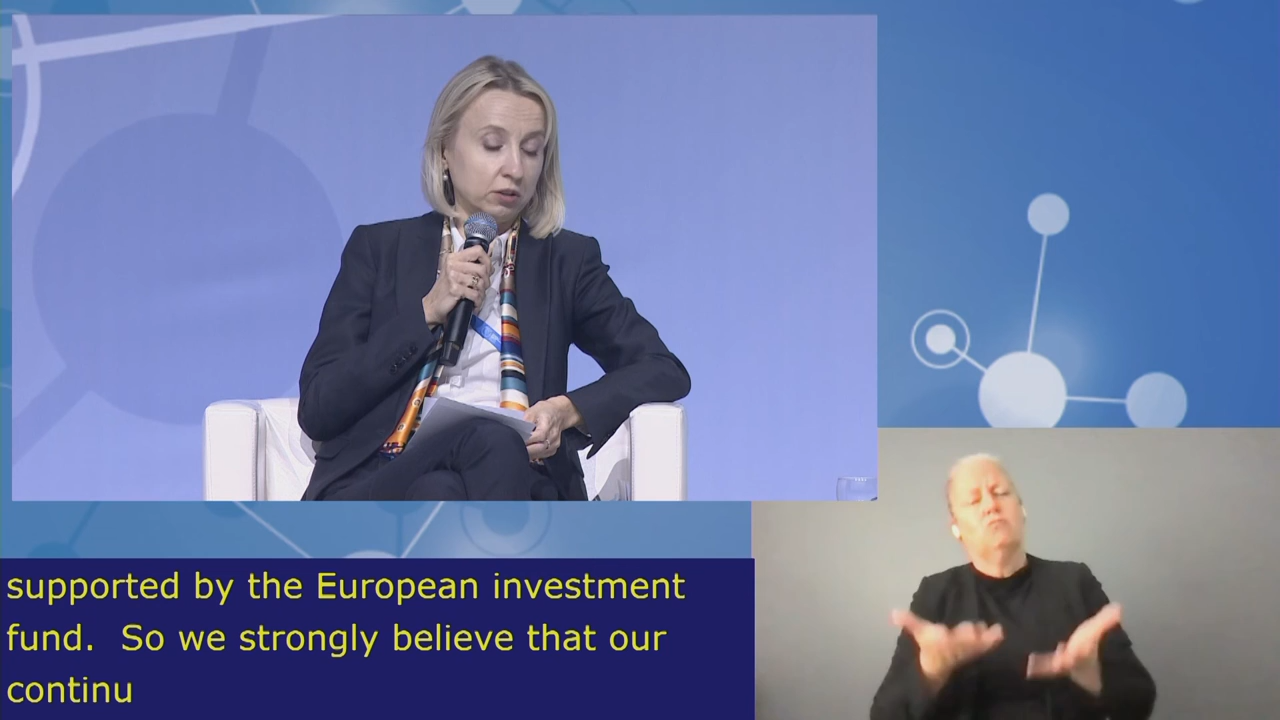 supported by the European investment
fund.  So we strongly believe that our
continu